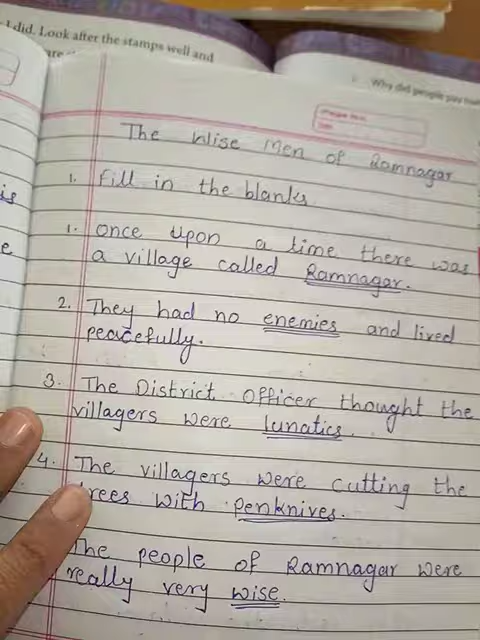 I did. Look after the stamps well and
are
Why did people pay
is
e
The Wise Men of Ramnagar
1. Fill in the blanks
1. Once upon a time there was
a village called Ramnagar.
2. They had no enemies and lived
peacefully.
3. The District Officer thought the
villagers were lunatics.
4. The villagers were cutting the
trees with penknives.
The people of Ramnagar were
really very wise.